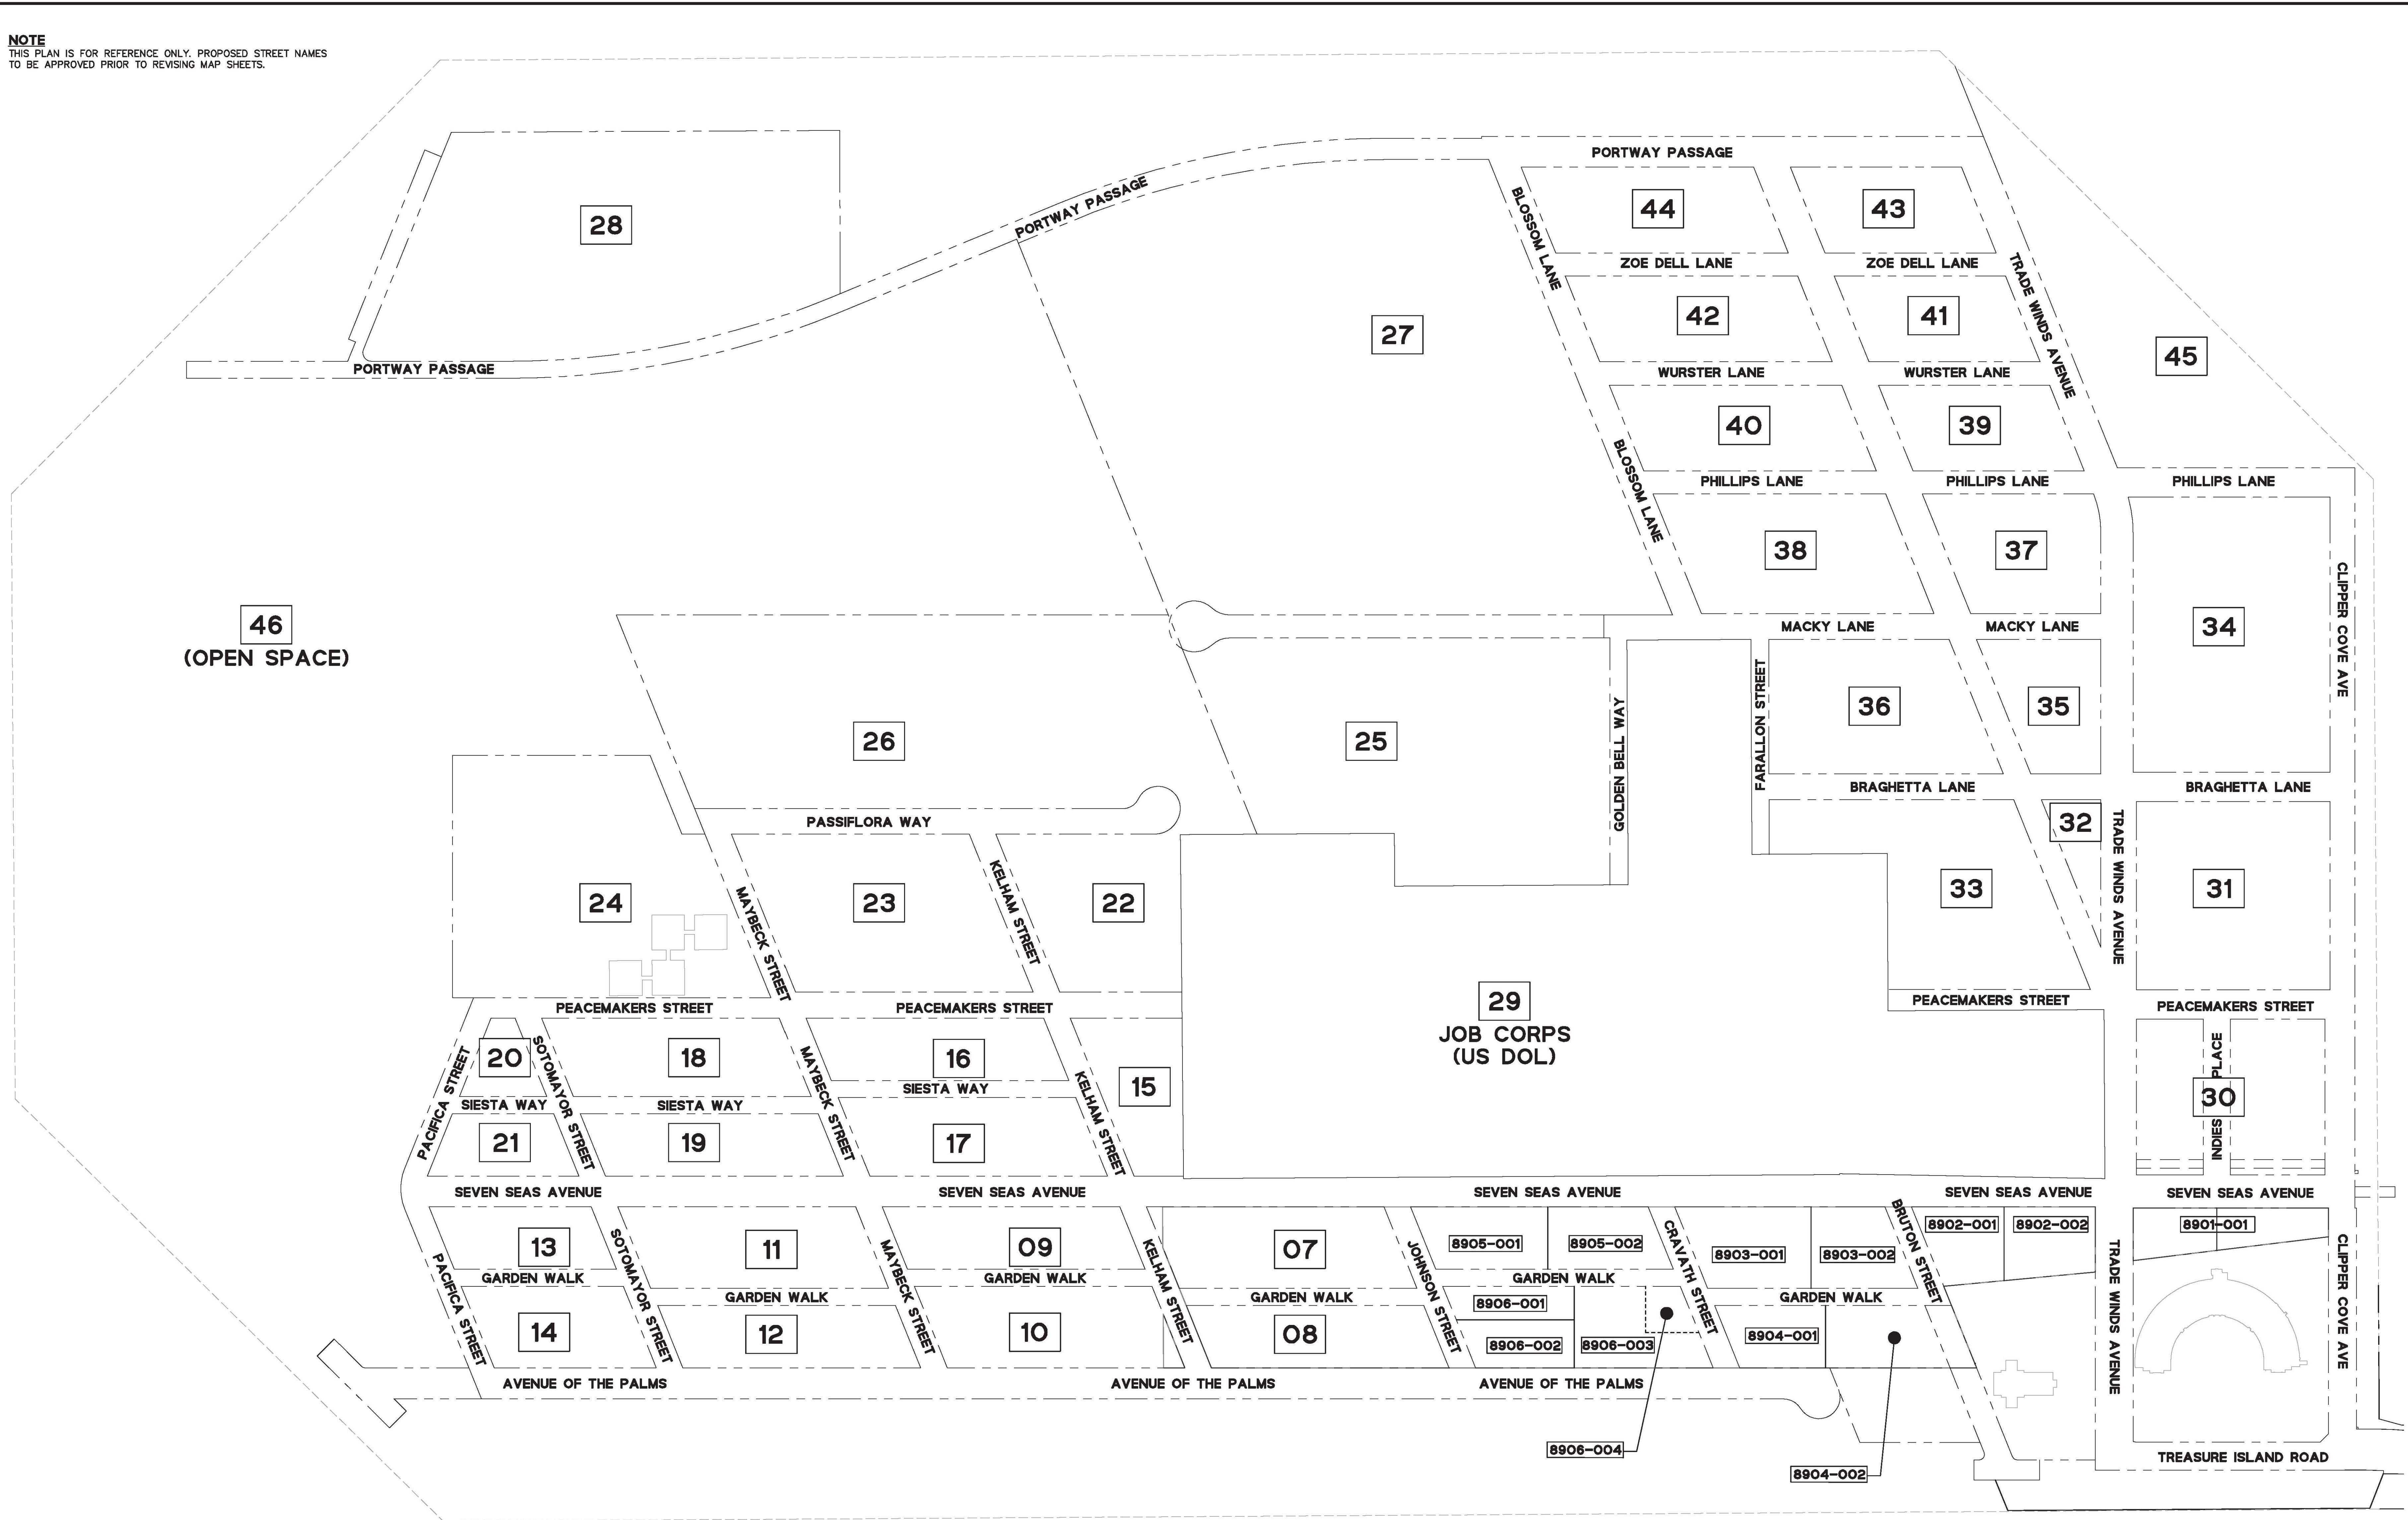 NOTE
THIS PLAN IS FOR REFERENCE ONLY. PROPOSED STREET NAMES
TO BE APPROVED PRIOR TO REVISING MAP SHEETS.
PORTWAY PASSAGE
28
44
43
PORTWAY PASSAGE
BLOSSOM LANE
ZOE DELL LANE
ZOE DELL LANE
TRADE WINDS AVENUE
42
41
27
45
PORTWAY PASSAGE
WURSTER LANE
WURSTER LANE
40
39
BLOSSOM LANE
PHILLIPS LANE
PHILLIPS LANE
PHILLIPS LANE
38
37
CLIPPER COVE AVE
46
(OPEN SPACE)
MACKY LANE
MACKY LANE
34
36
35
FARALLON STREET
GOLDEN BELL WAY
26
25
BRAGHETTA LANE
BRAGHETTA LANE
PASSIFLORA WAY
32
TRADE WINDS AVENUE
24
MAYBECK STREET
23
KELHAM STREET
22
33
31
PEACEMAKERS STREET
PEACEMAKERS STREET
29
JOB CORPS
(US DOL)
PEACEMAKERS STREET
PEACEMAKERS STREET
PACIFICA STREET
20
SOTOMAYOR STREET
18
MAYBECK STREET
16
KELHAM STREET
15
INDIES PLACE
30
SIESTA WAY
SIESTA WAY
SIESTA WAY
21
19
17
SEVEN SEAS AVENUE
SEVEN SEAS AVENUE
SEVEN SEAS AVENUE
SEVEN SEAS AVENUE
SEVEN SEAS AVENUE
PACIFICA STREET
13
SOTOMAYOR STREET
11
MAYBECK STREET
09
KELHAM STREET
07
JOHNSON STREET
8905-001
8905-002
CRAVATH STREET
8903-001
8903-002
BRUTON STREET
8902-001
8902-002
TRADE WINDS AVENUE
8901-001
CLIPPER COVE AVE
GARDEN WALK
GARDEN WALK
GARDEN WALK
GARDEN WALK
GARDEN WALK
GARDEN WALK
14
12
10
08
8906-001
8906-002
8906-003
8904-001
AVENUE OF THE PALMS
AVENUE OF THE PALMS
AVENUE OF THE PALMS
8906-004
8904-002
TREASURE ISLAND ROAD